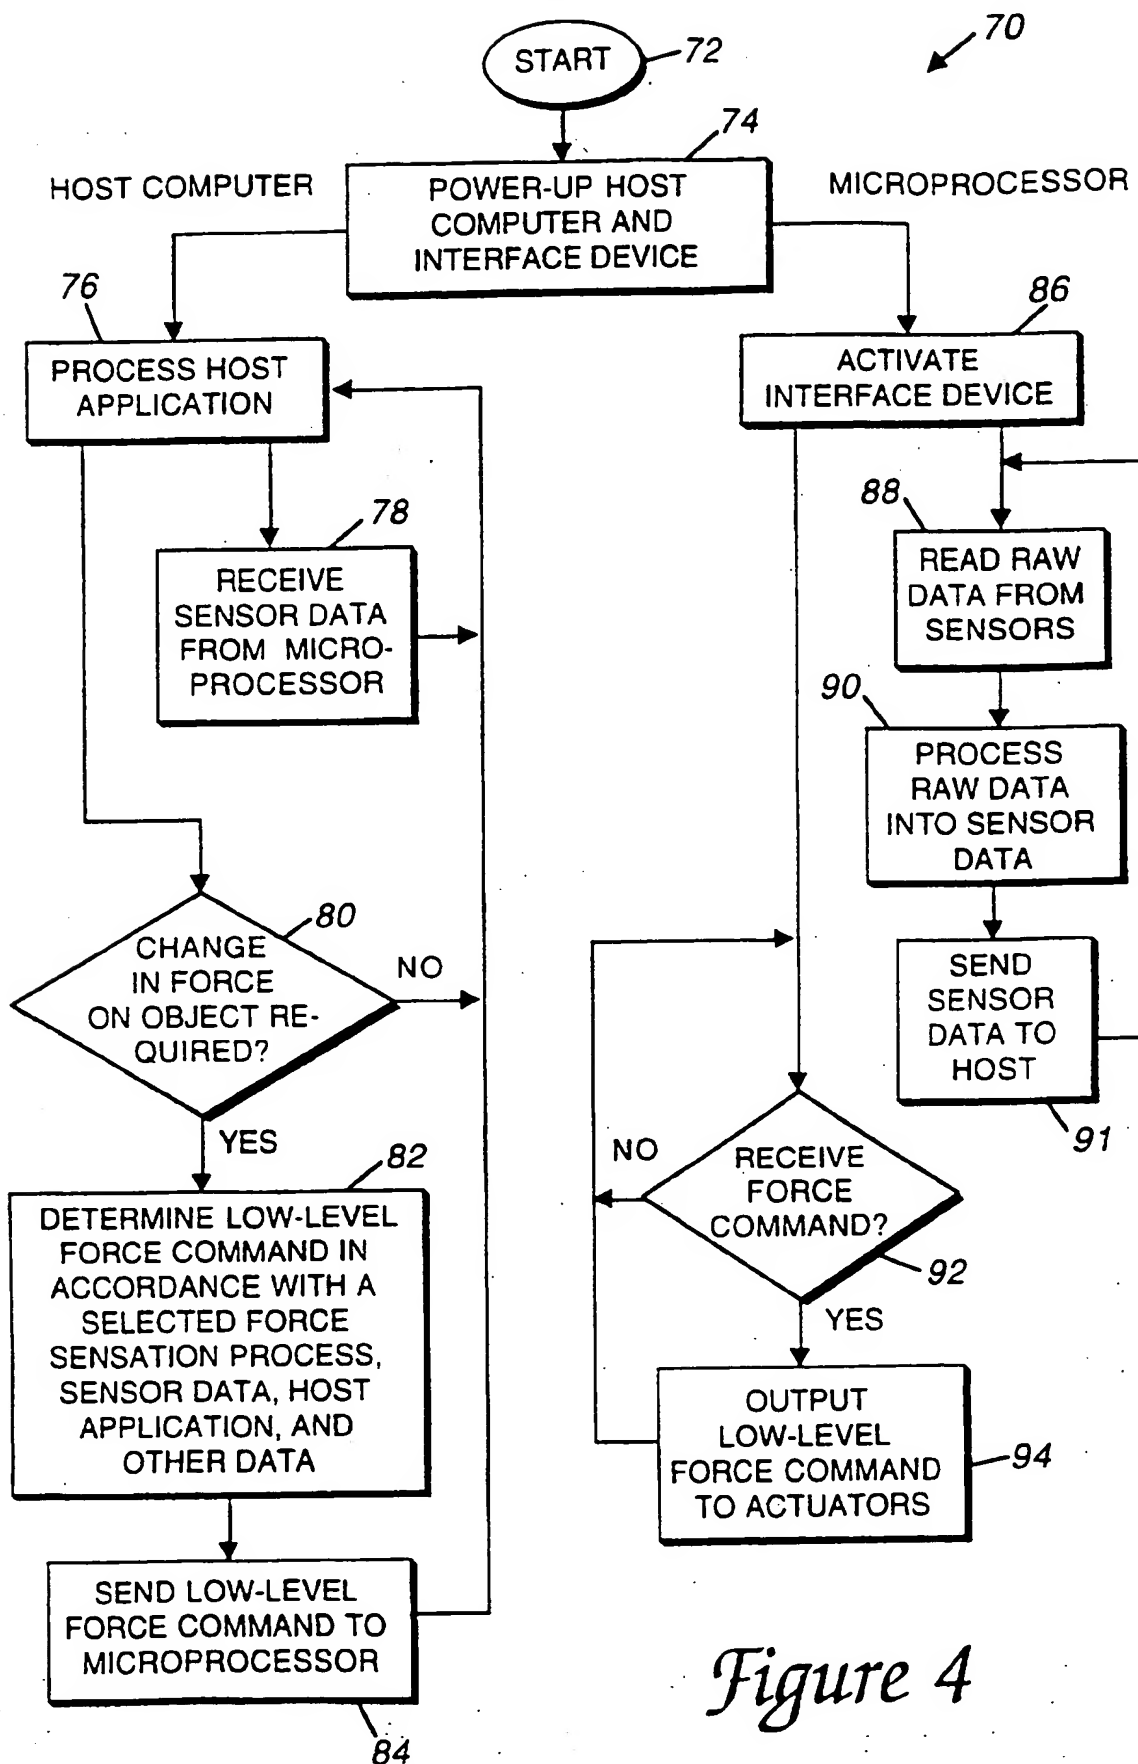 70
START
72
74
HOST COMPUTER
POWER-UP HOST
COMPUTER AND
INTERFACE DEVICE
MICROPROCESSOR
76
PROCESS HOST
APPLICATION
86
ACTIVATE
INTERFACE DEVICE
78
RECEIVE
SENSOR DATA
FROM MICRO-
PROCESSOR
88
READ RAW
DATA FROM
SENSORS
90
PROCESS
RAW DATA
INTO SENSOR
DATA
80
CHANGE
IN FORCE
ON OBJECT RE-
QUIRED?
NO
YES
SEND
SENSOR
DATA TO
HOST
91
82
DETERMINE LOW-LEVEL
FORCE COMMAND IN
ACCORDANCE WITH A
SELECTED FORCE
SENSATION PROCESS,
SENSOR DATA, HOST
APPLICATION, AND
OTHER DATA
NO
RECEIVE
FORCE
COMMAND?
92
YES
OUTPUT
LOW-LEVEL
FORCE COMMAND
TO ACTUATORS
94
SEND LOW-LEVEL
FORCE COMMAND TO
MICROPROCESSOR
84
Figure 4